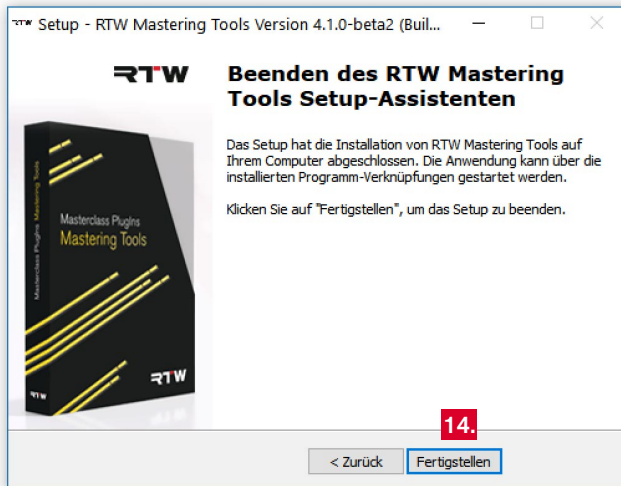 RTW Setup - RTW Mastering Tools Version 4.1.0-beta2 (Buil...
RTW
Beenden des RTW Mastering
Tools Setup-Assistenten
Das Setup hat die Installation von RTW Mastering Tools auf
Ihrem Computer abgeschlossen. Die Anwendung kann über die
installierten Programm-Verknüpfungen gestartet werden.
Klicken Sie auf "Fertigstellen", um das Setup zu beenden.
Masterclass PlugIns Mastering Tools
Masterclass PlugIns
Mastering Tools
RTW
RTW
14.
< Zurück Fertigstellen